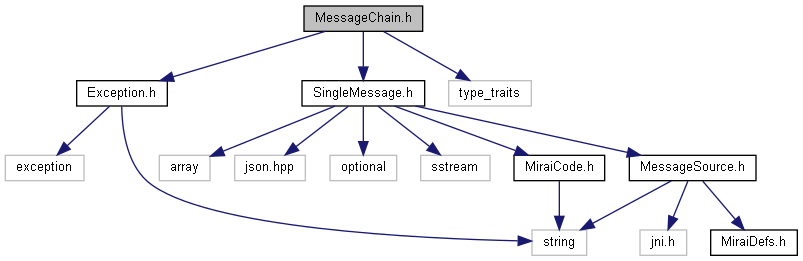 MessageChain.h
Exception.h
SingleMessage.h
type_traits
exception
array
json.hpp
optional
sstream
MiraiCode.h
MessageSource.h
string
jni.h
MiraiDefs.h